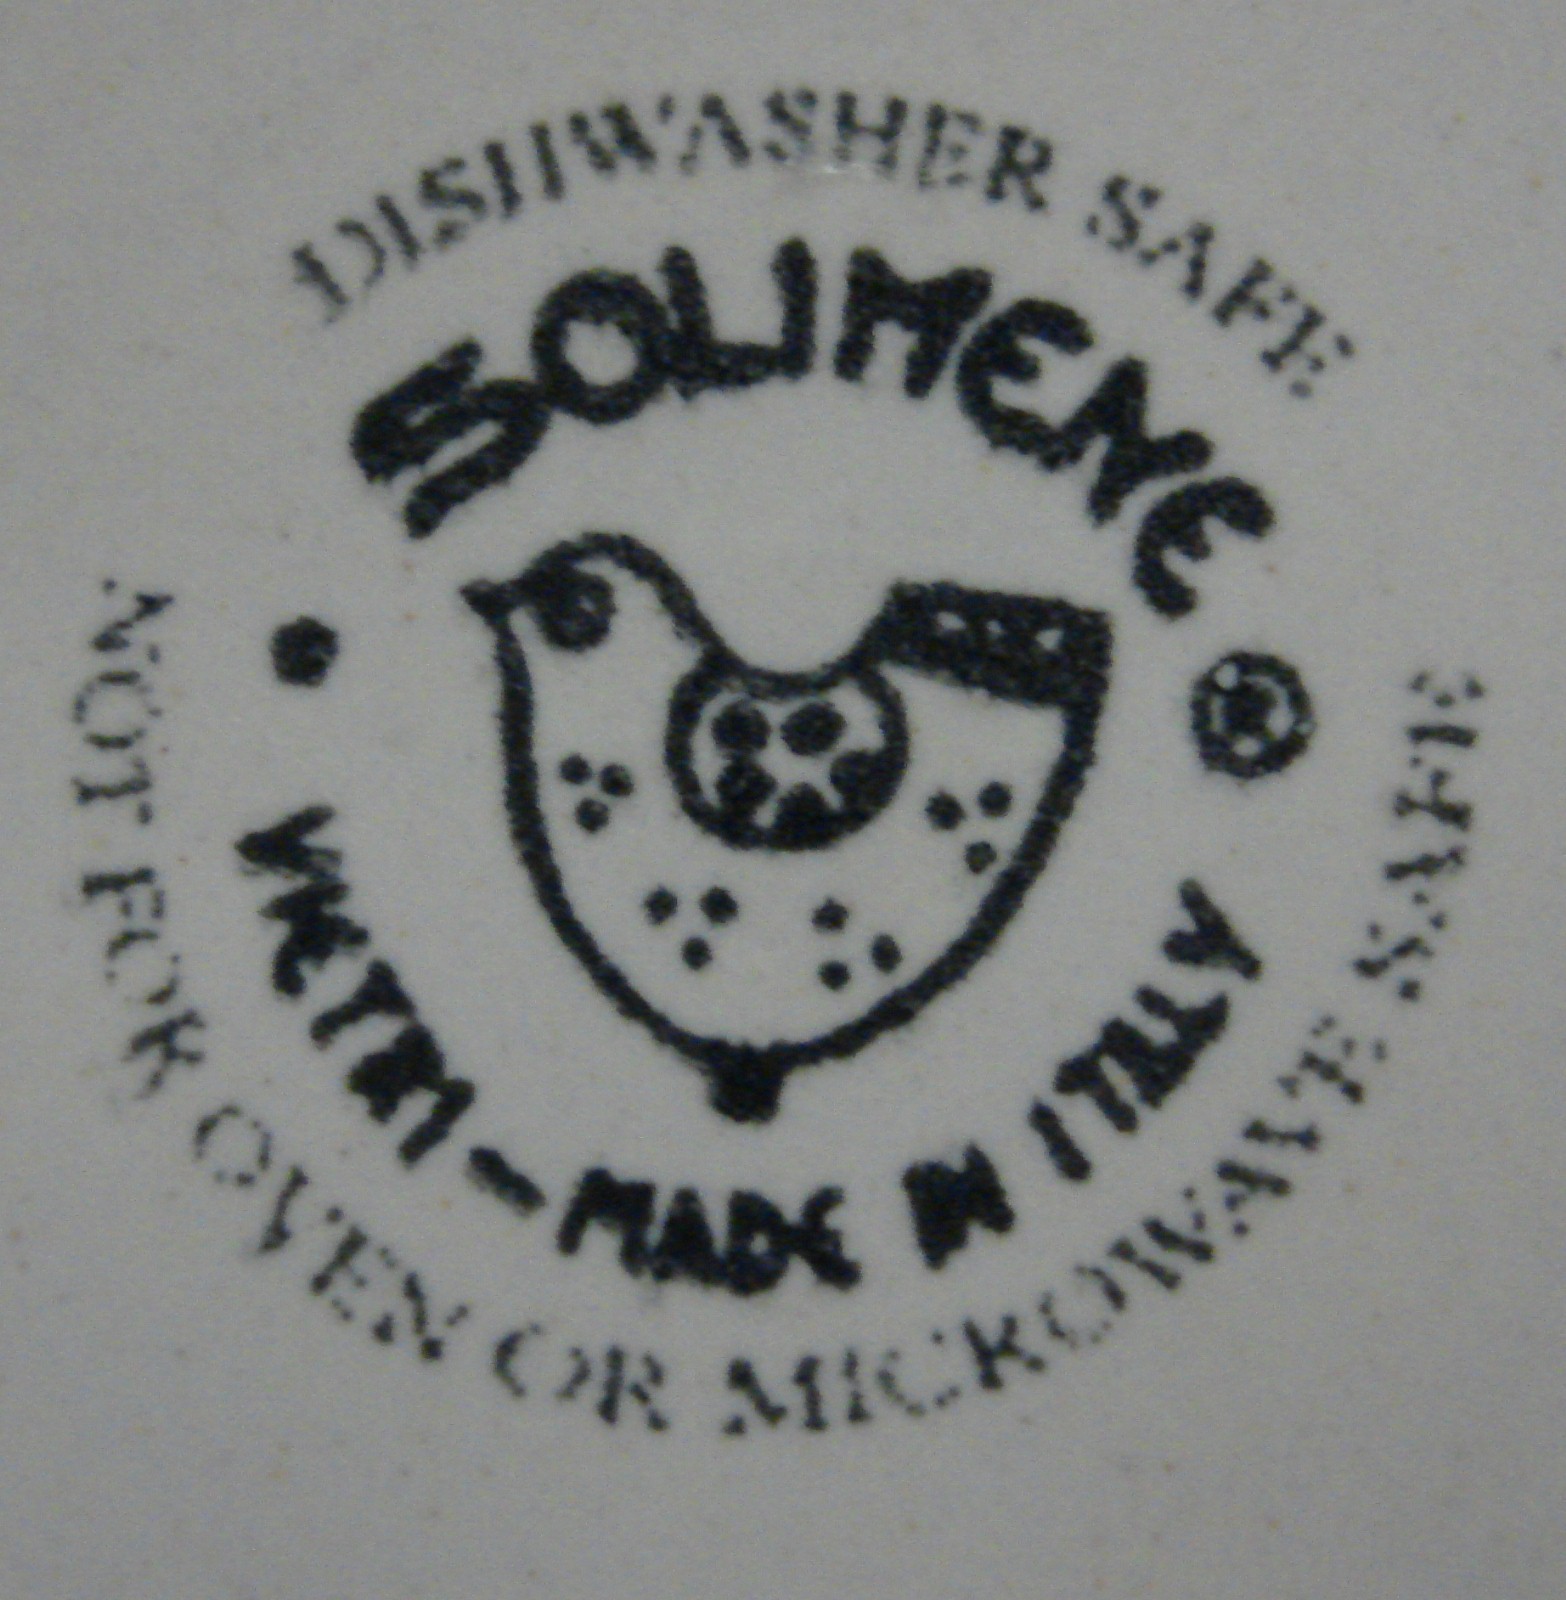 DISHWASHER SAFE
SOLIMENE
VIETRI - MADE IN ITALY
NOT FOR OVEN OR MICROWAVE SAFE